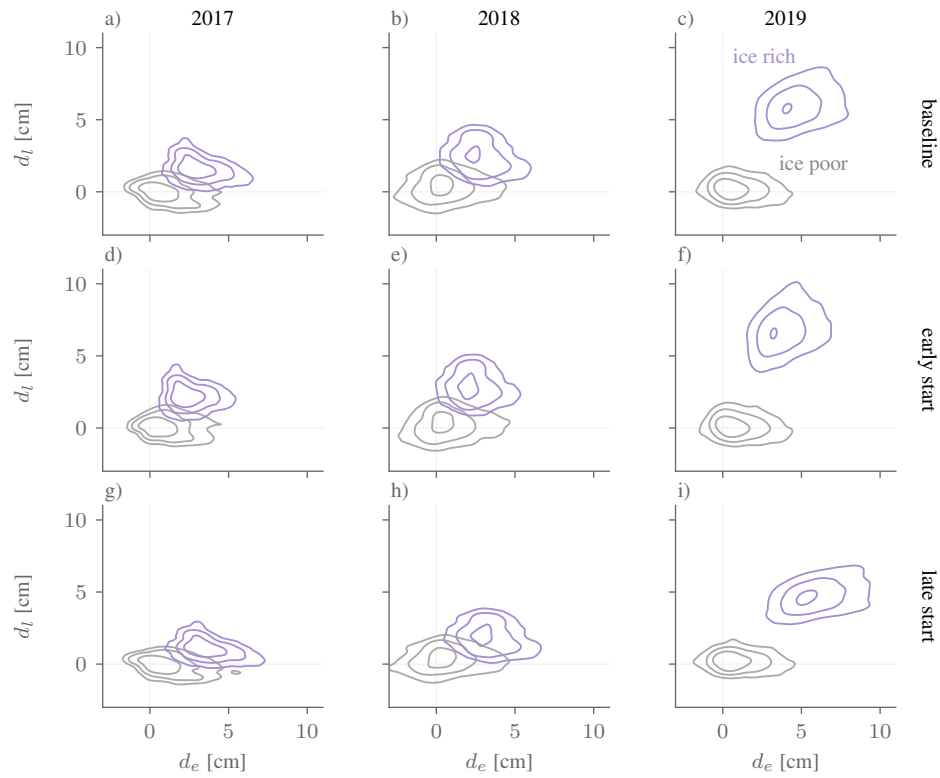 a) 2017 b) 2018 c) 2019
10
5
0
d_l [cm]
ice rich
ice poor
baseline
d) e) f)
10
5
0
d_l [cm]
early start
g) h) i)
10
5
0
d_l [cm]
late start
0 5 10 0 5 10 0 5 10
d_e [cm] d_e [cm] d_e [cm]